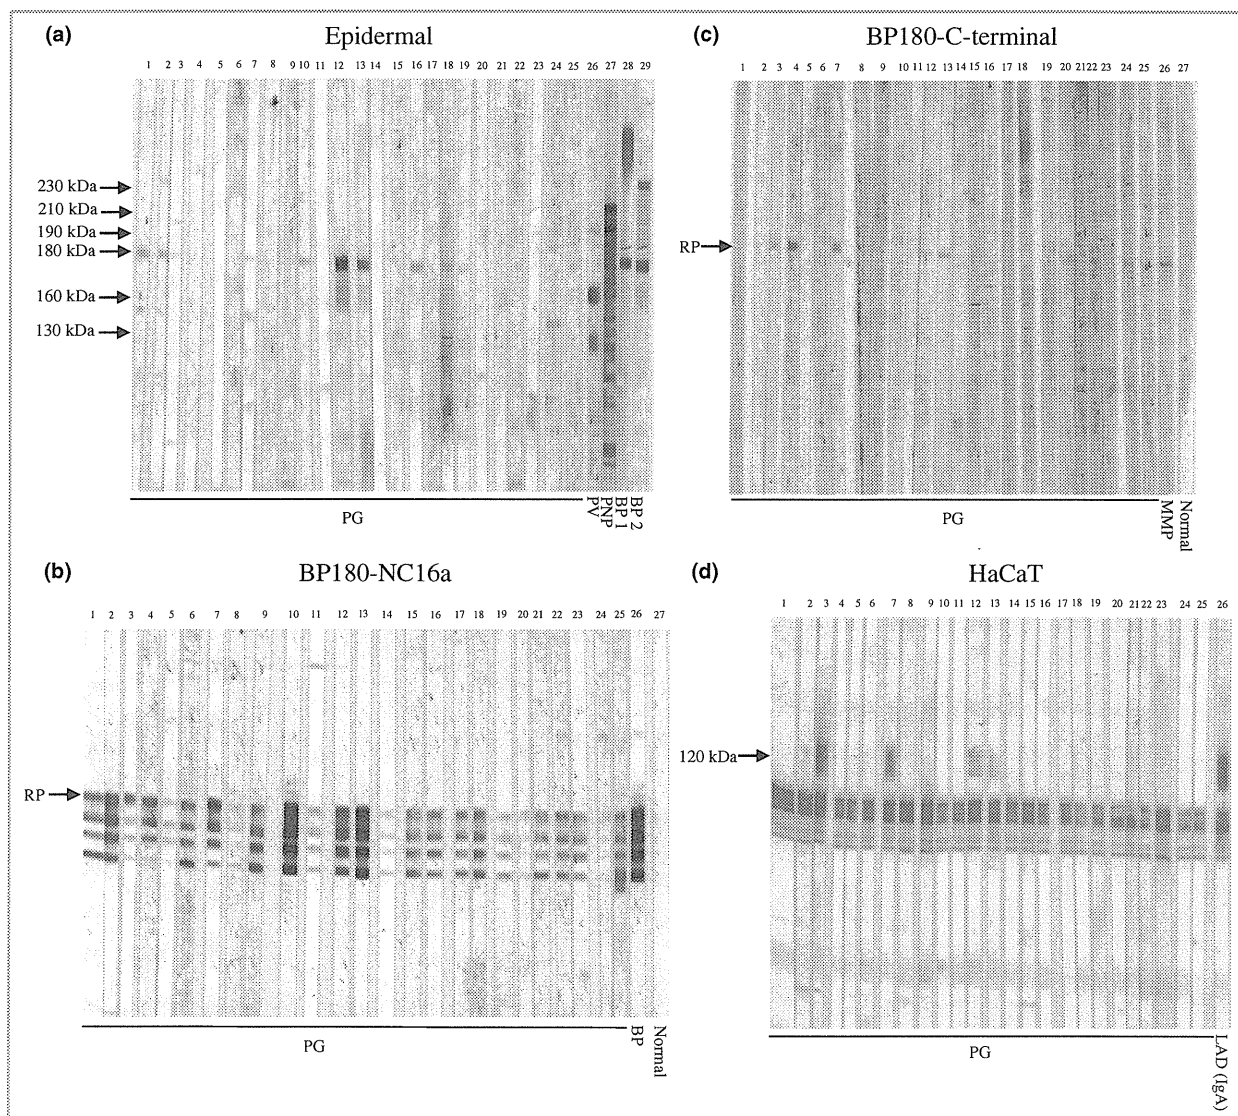 (a) Epidermal
1 2 3 4 5 6 7 8 9 10 11 12 13 14 15 16 17 18 19 20 21 22 23 24 25 26 27 28 29
230 kDa
210 kDa
190 kDa
180 kDa
160 kDa
130 kDa
PG
PV
PNP
BP 1
BP 2
(c) BP180-C-terminal
1 2 3 4 5 6 7 8 9 10 11 12 13 14 15 16 17 18 19 20 21 22 23 24 25 26 27
RP
PG
MMP
Normal
(b) BP180-NC16a
1 2 3 4 5 6 7 8 9 10 11 12 13 14 15 16 17 18 19 20 21 22 23 24 25 26 27
RP
PG
BP
Normal
(d) HaCaT
1 2 3 4 5 6 7 8 9 10 11 12 13 14 15 16 17 18 19 20 21 22 23 24 25 26
120 kDa
PG
LAD (IgA)